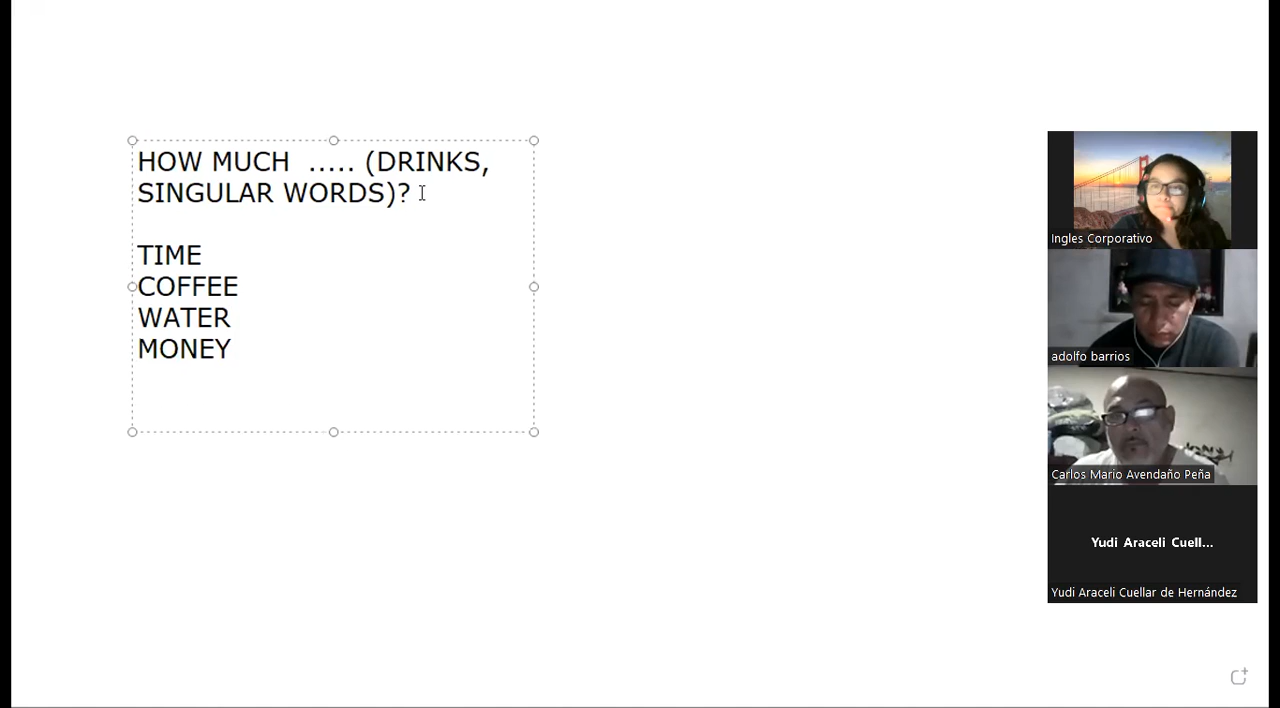 HOW MUCH ..... (DRINKS,
SINGULAR WORDS)?
TIME
COFFEE
WATER
MONEY
Ingles Corporativo
adolfo barrios
Carlos Mario Avendaño Peña
Yudi Araceli Cuell...
Yudi Araceli Cuellar de Hernández